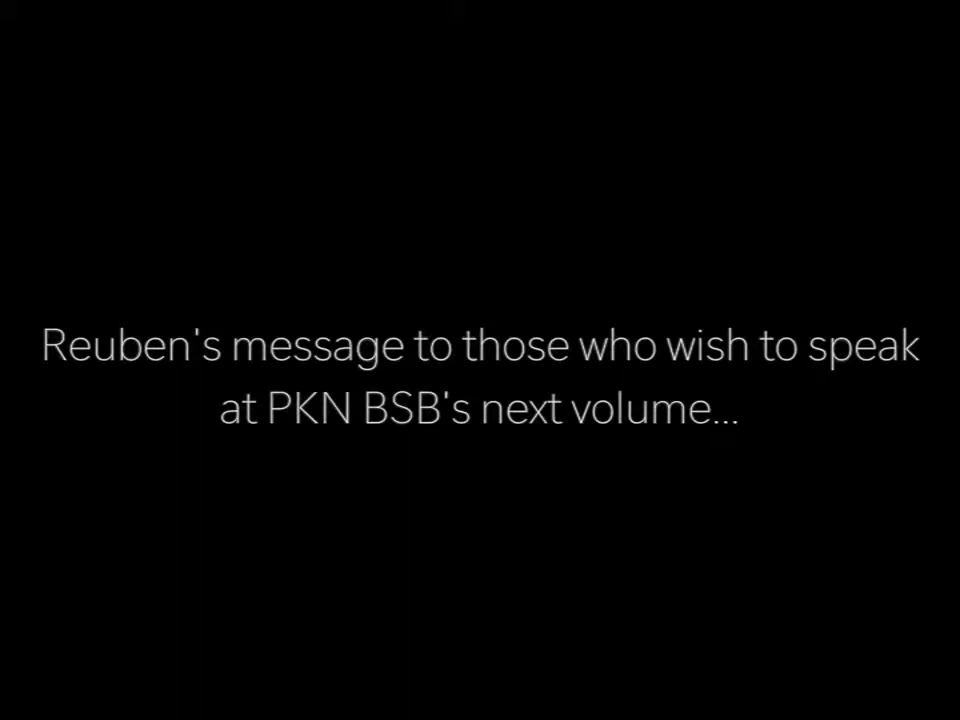 Reuben's message to those who wish to speak
at PKN BSB's next volume...